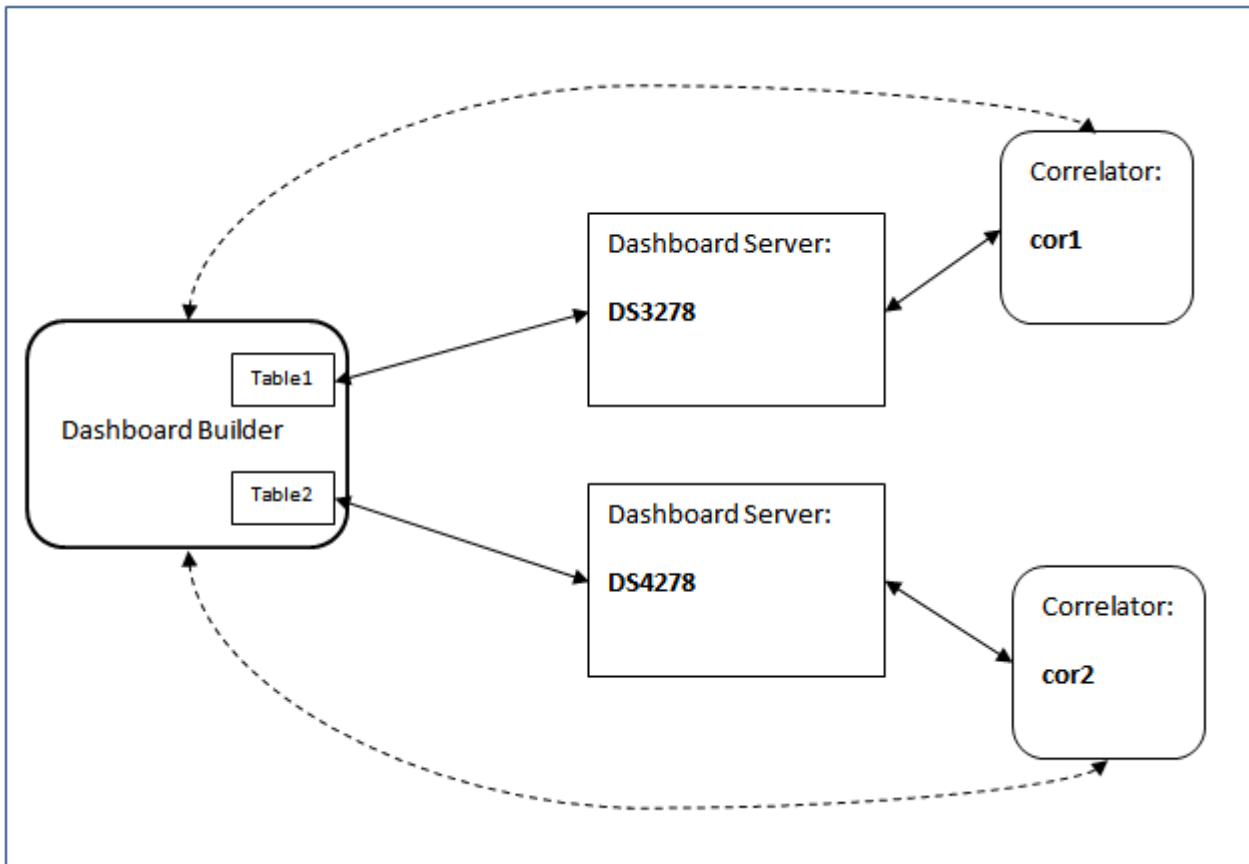 Correlator:
cor1
Dashboard Server:
DS3278
Table1
Dashboard Builder
Table2
Dashboard Server:
DS4278
Correlator:
cor2